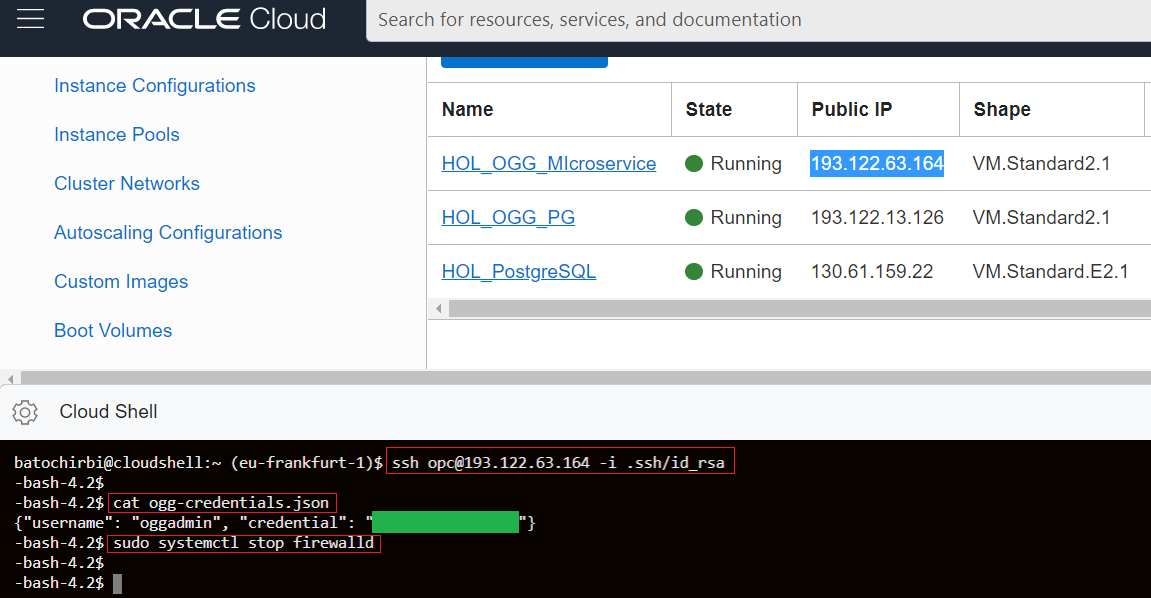 ORACLE Cloud
Search for resources, services, and documentation
Instance Configurations
Instance Pools
Cluster Networks
Autoscaling Configurations
Custom Images
Boot Volumes
Name State Public IP Shape
HOL_OGG_MIcroservice Running 193.122.63.164 VM.Standard2.1
HOL_OGG_PG Running 193.122.13.126 VM.Standard2.1
HOL_PostgreSQL Running 130.61.159.22 VM.Standard.E2.1
Cloud Shell
batochirbi@cloudshell:~ (eu-frankfurt-1)$ ssh opc@193.122.63.164 -i .ssh/id_rsa
-bash-4.2$
-bash-4.2$ cat ogg-credentials.json
{"username": "oggadmin", "credential": " "}
-bash-4.2$ sudo systemctl stop firewalld
-bash-4.2$
-bash-4.2$